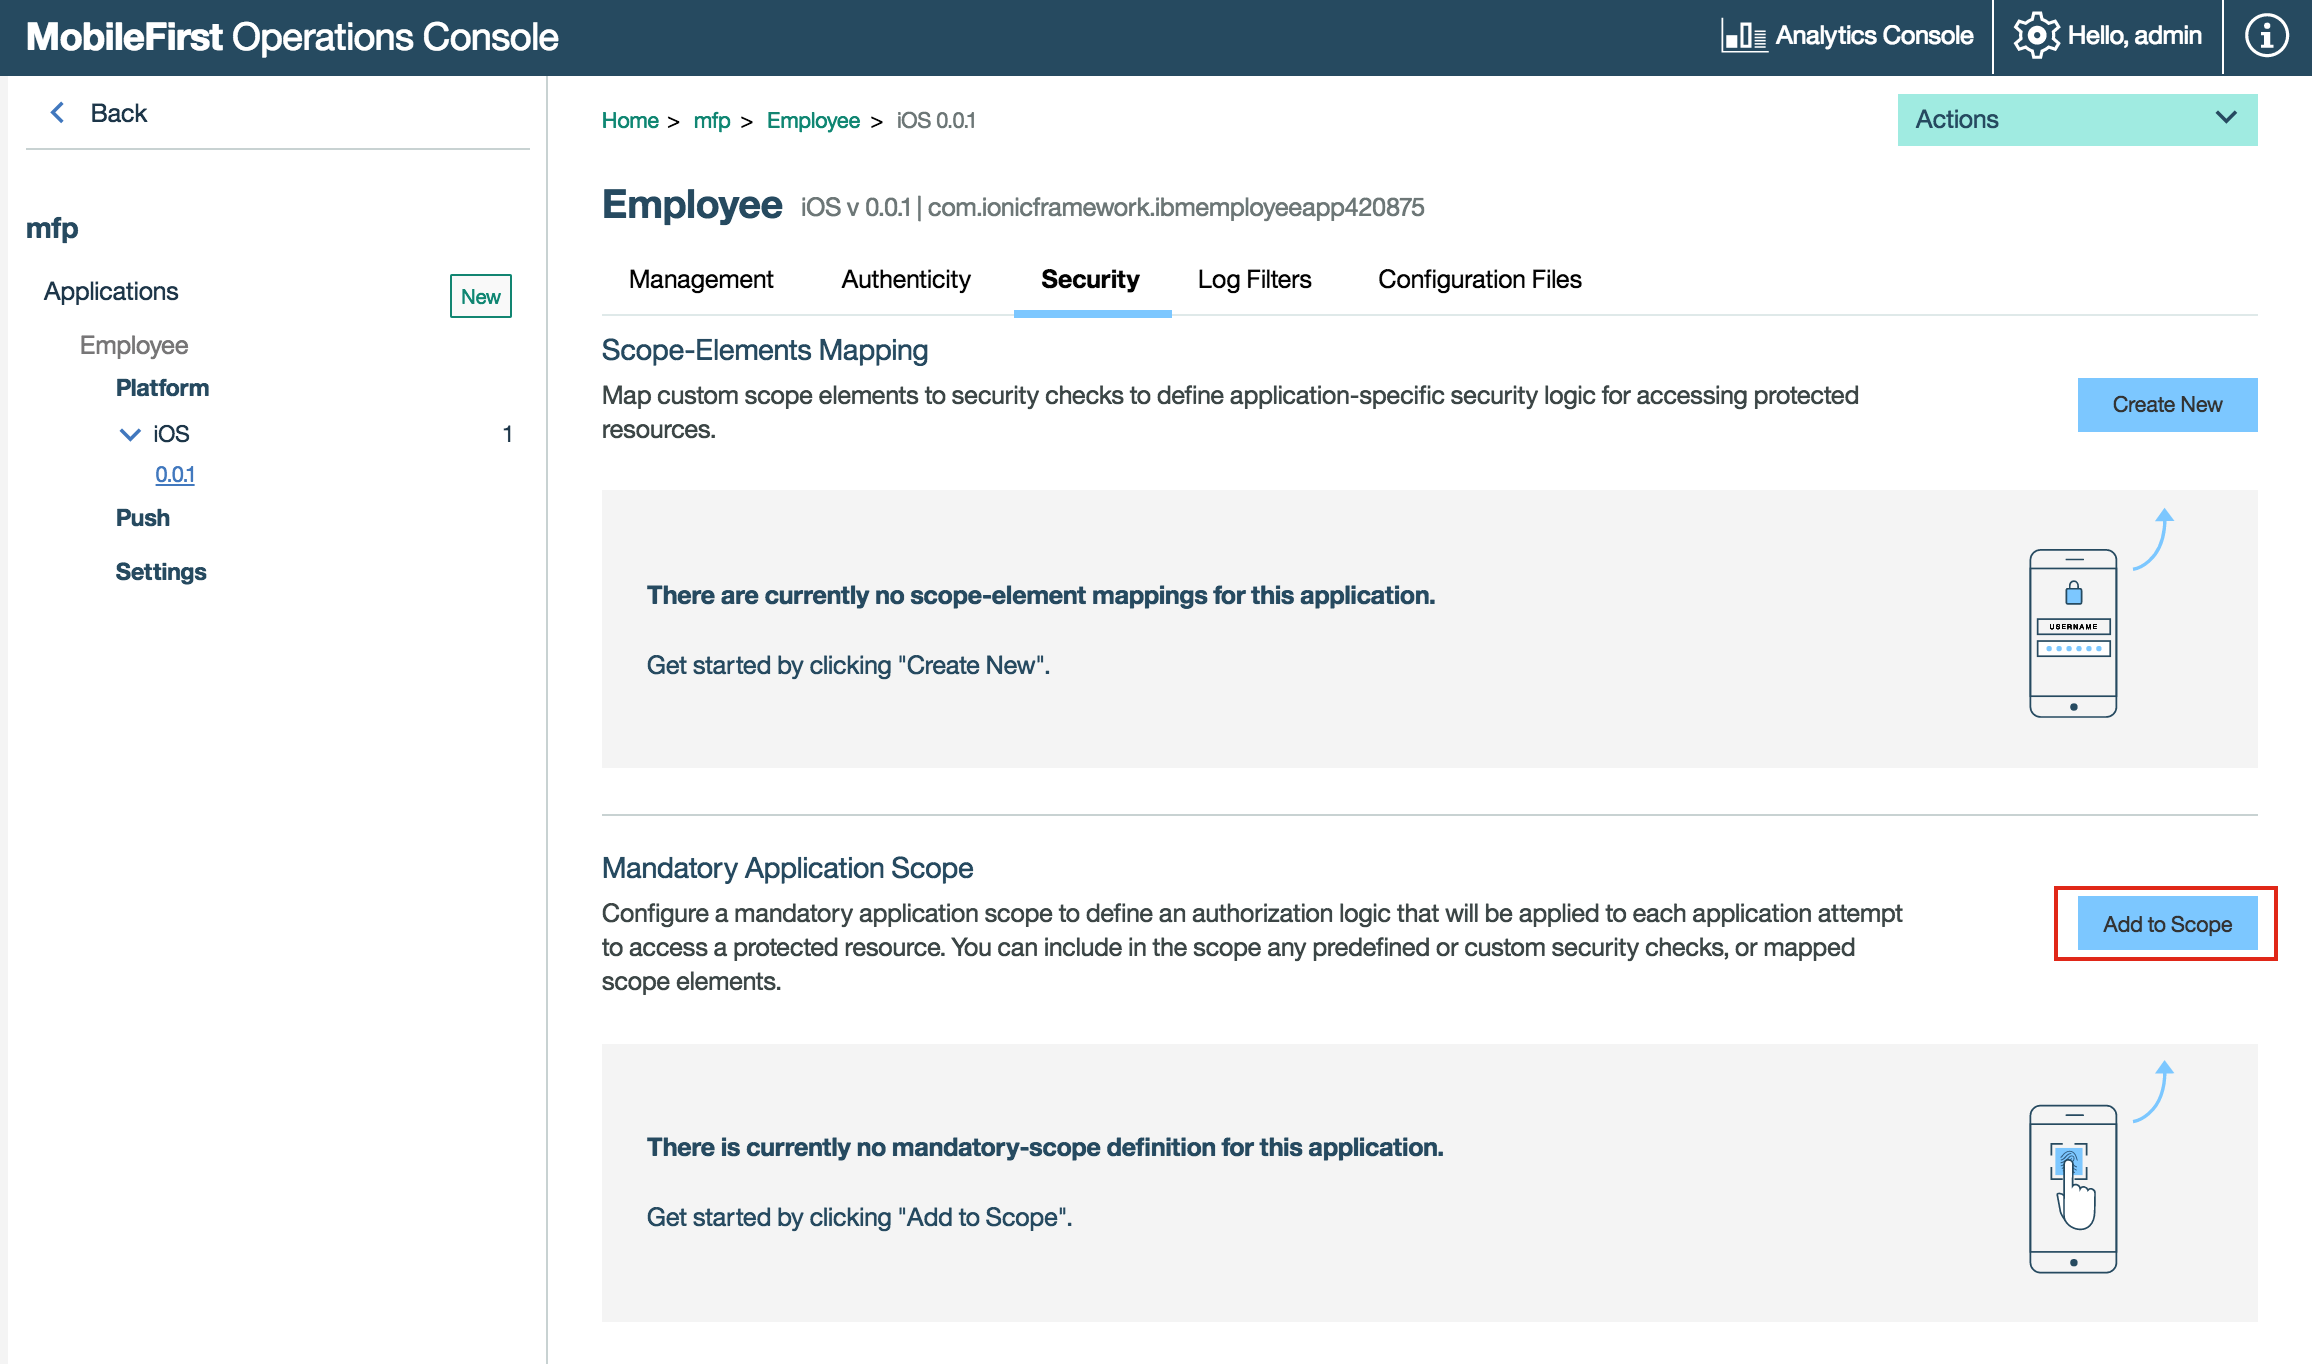 MobileFirst Operations Console
Analytics Console
Hello, admin
Back
mfp
Applications
New
Employee
Platform
iOS
1
0.0.1
Push
Settings
Home > mfp > Employee > iOS 0.0.1
Actions
Employee iOS v 0.0.1 | com.ionicframework.ibmemployeeapp420875
Management Authenticity Security Log Filters Configuration Files
Scope-Elements Mapping
Map custom scope elements to security checks to define application-specific security logic for accessing protected
resources.
Create New
There are currently no scope-element mappings for this application.
Get started by clicking "Create New".
USERNAME
Mandatory Application Scope
Configure a mandatory application scope to define an authorization logic that will be applied to each application attempt
to access a protected resource. You can include in the scope any predefined or custom security checks, or mapped
scope elements.
Add to Scope
There is currently no mandatory-scope definition for this application.
Get started by clicking "Add to Scope".